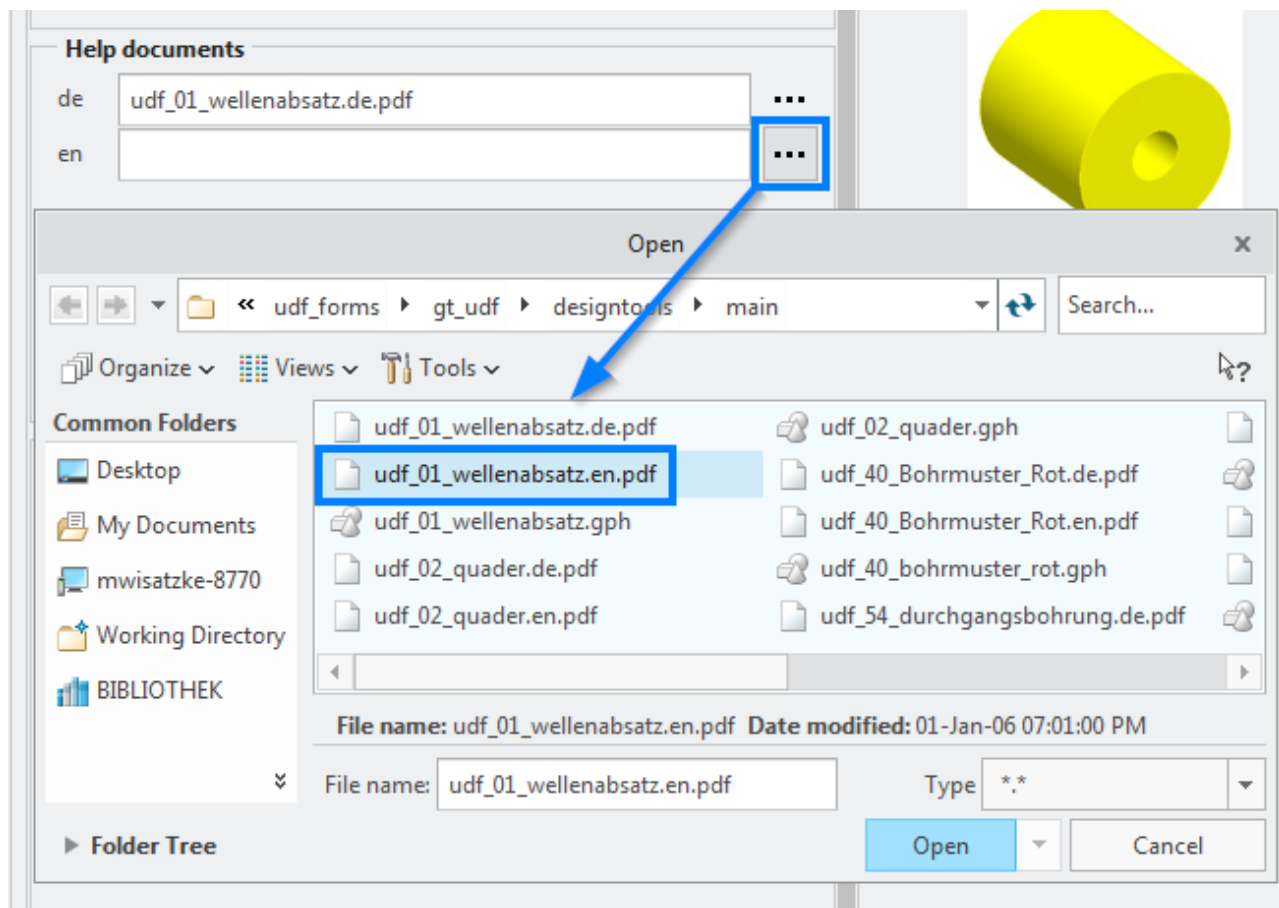 Help documents
de udf_01_wellenabsatz.de.pdf ...
en ...
Open x
« udf_forms gt_udf designtools main Search...
Organize Views Tools ?
Common Folders
Desktop
My Documents
mwisatzke-8770
Working Directory
BIBLIOTHEK
udf_01_wellenabsatz.de.pdf udf_02_quader.gph
udf_01_wellenabsatz.en.pdf udf_40_Bohrmuster_Rot.de.pdf
udf_01_wellenabsatz.gph udf_40_Bohrmuster_Rot.en.pdf
udf_02_quader.de.pdf udf_40_bohrmuster_rot.gph
udf_02_quader.en.pdf udf_54_durchgangsbohrung.de.pdf
File name: udf_01_wellenabsatz.en.pdf Date modified: 01-Jan-06 07:01:00 PM
File name: udf_01_wellenabsatz.en.pdf Type *.*
Folder Tree Open Cancel